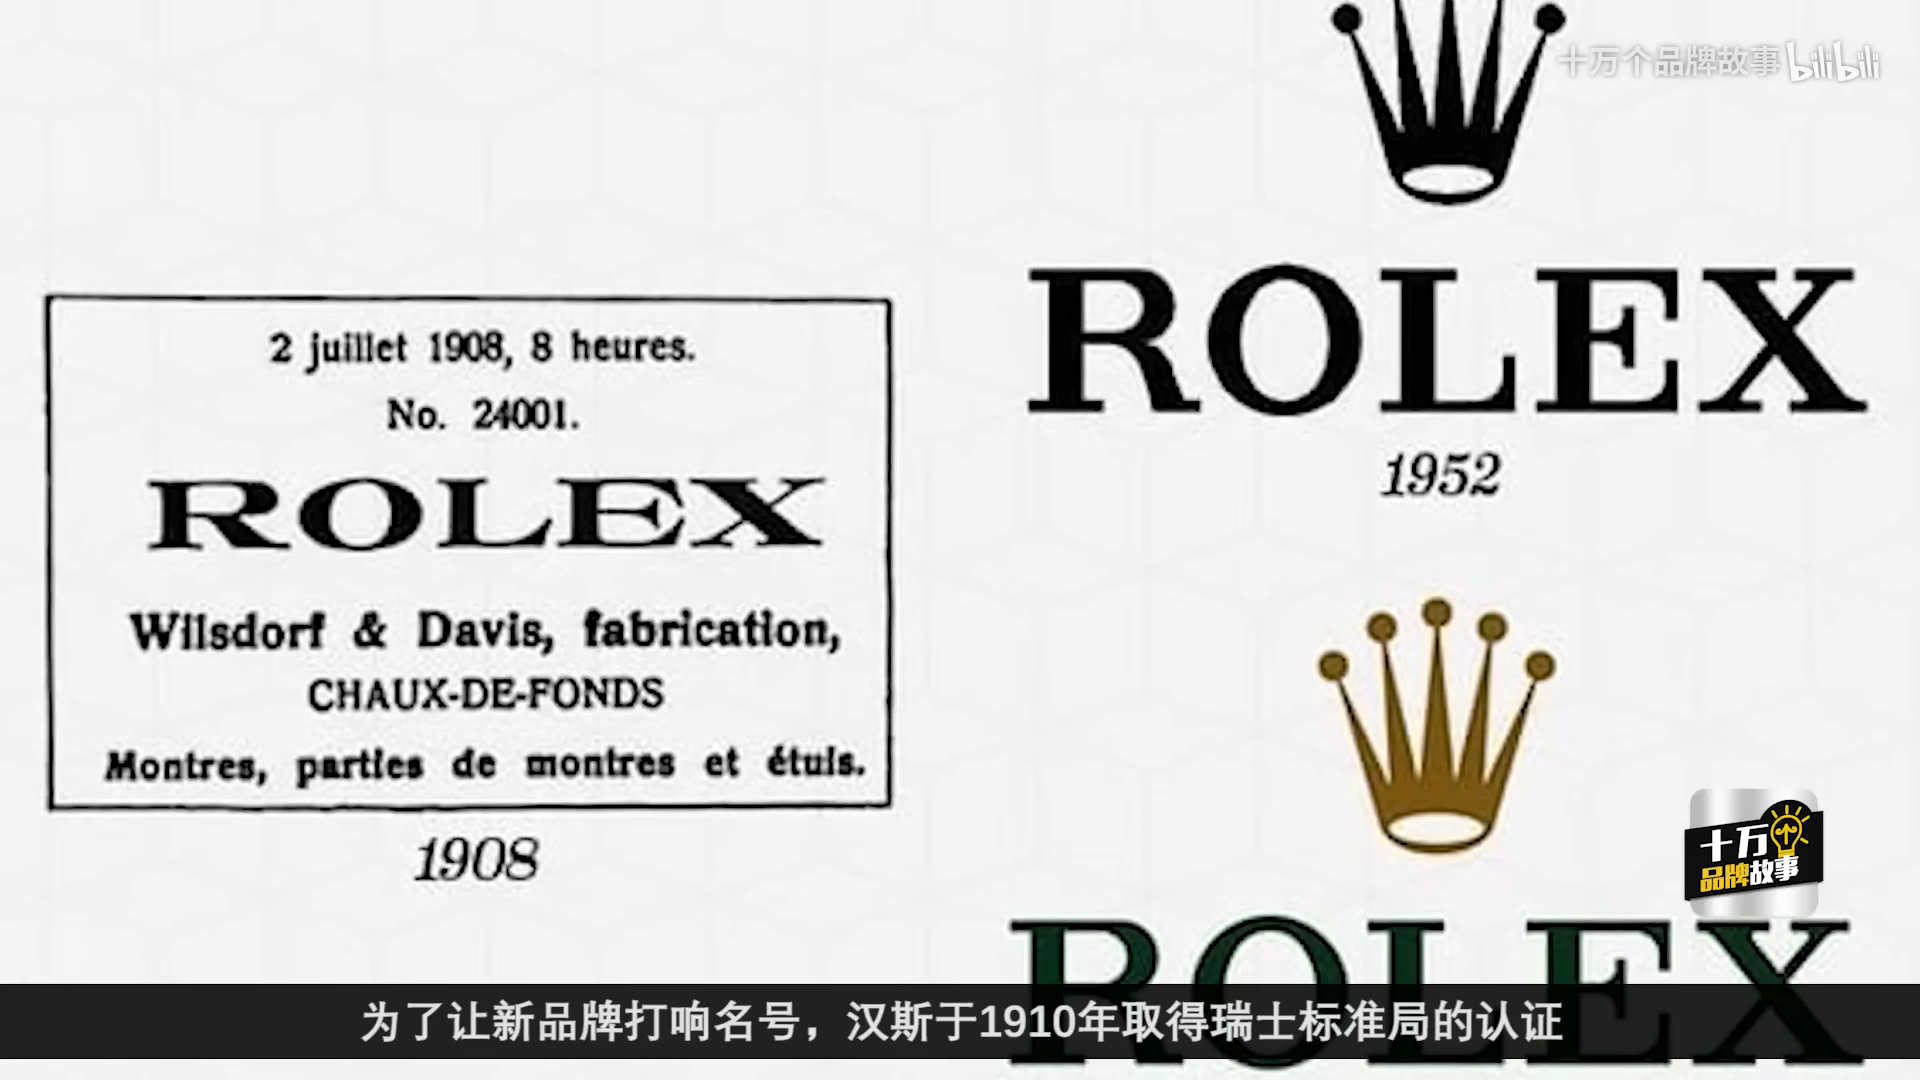 十万个品牌故事 bilibili
2 juillet 1908, 8 heures.
No. 24001.
ROLEX
Wilsdorf & Davis, fabrication,
CHAUX-DE-FONDS
Montres, parties de montres et étuis.
1908
ROLEX
1952
十万
品牌故事
ROLEX
为了让新品牌打响名号，汉斯于1910年取得瑞士标准局的认证